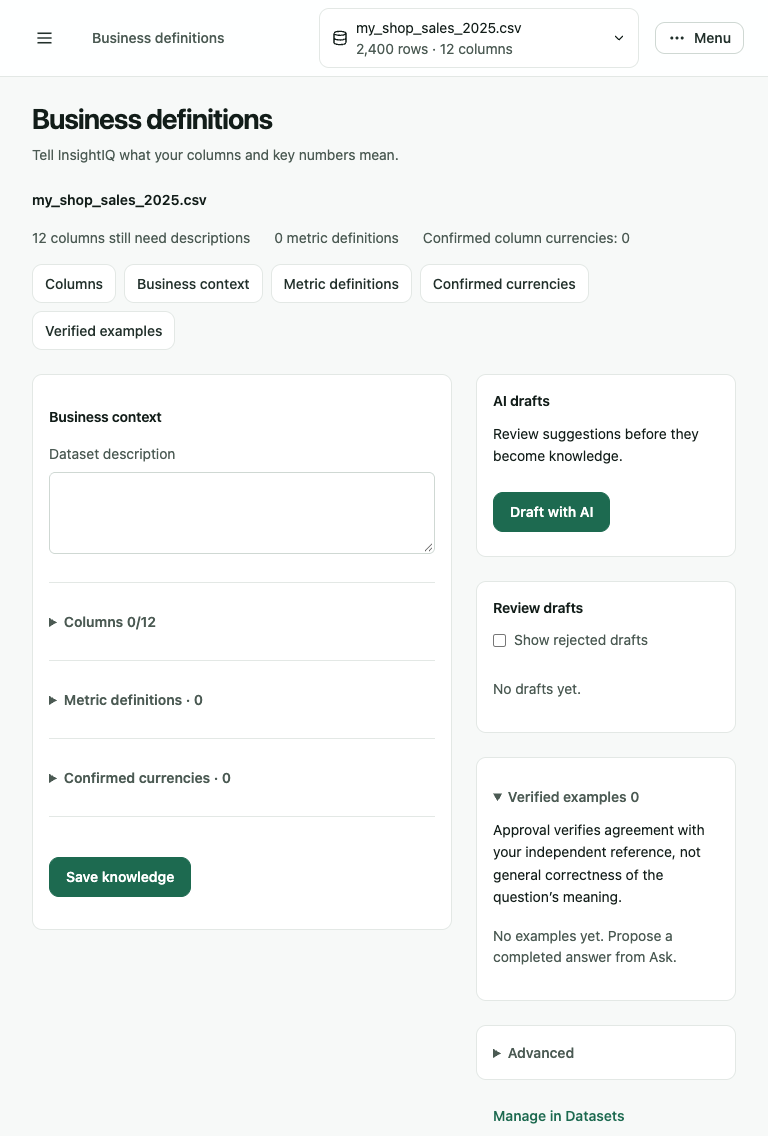 Business definitions
my_shop_sales_2025.csv
2,400 rows · 12 columns
Menu
Business definitions
Tell InsightIQ what your columns and key numbers mean.
my_shop_sales_2025.csv
12 columns still need descriptions 0 metric definitions Confirmed column currencies: 0
Columns Business context Metric definitions Confirmed currencies
Verified examples
Business context
Dataset description
Columns 0/12
Metric definitions · 0
Confirmed currencies · 0
Save knowledge
AI drafts
Review suggestions before they
become knowledge.
Draft with AI
Review drafts
Show rejected drafts
No drafts yet.
Verified examples 0
Approval verifies agreement with
your independent reference, not
general correctness of the
question’s meaning.
No examples yet. Propose a
completed answer from Ask.
Advanced
Manage in Datasets